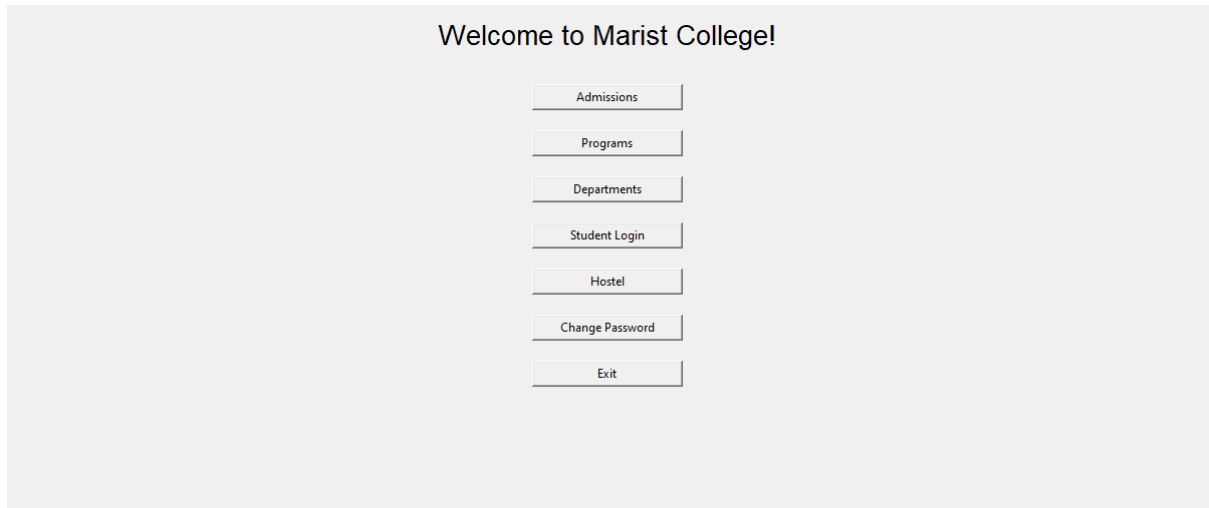 Welcome to Marist College!
Admissions
Programs
Departments
Student Login
Hostel
Change Password
Exit